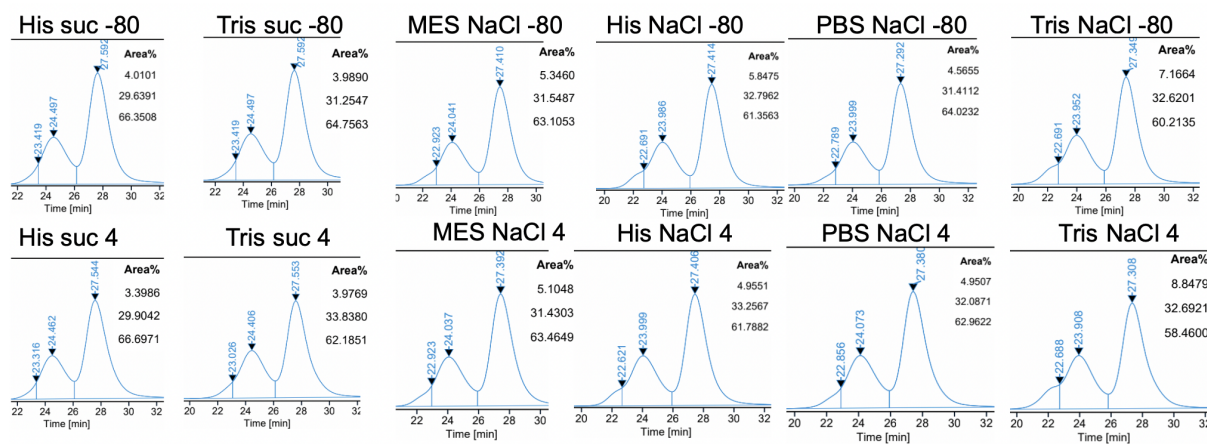 His suc -80
23.419
24.497
27.592
Area%
4.0101
29.6391
66.3508
22 24 26 28 30 32
Time [min]
Tris suc -80
23.419
24.497
27.592
Area%
3.9890
31.2547
64.7563
22 24 26 28 30
Time [min]
MES NaCl -80
22.923
24.041
27.410
Area%
5.3460
31.5487
63.1053
20 22 24 26 28 30
Time [min]
His NaCl -80
22.691
23.986
27.414
Area%
5.8475
32.7962
61.3563
20 22 24 26 28 30 32
Time [min]
PBS NaCl -80
22.789
23.999
27.292
Area%
4.5655
31.4112
64.0232
20 22 24 26 28 30 32
Time [min]
Tris NaCl -80
22.691
23.952
27.349
Area%
7.1664
32.6201
60.2135
20 22 24 26 28 30 32
Time [min]
His suc 4
23.316
24.462
27.544
Area%
3.3986
29.9042
66.6971
22 24 26 28 30 32
Time [min]
Tris suc 4
23.026
24.406
27.553
Area%
3.9769
33.8380
62.1851
22 24 26 28 30
Time [min]
MES NaCl 4
22.923
24.037
27.392
Area%
5.1048
31.4303
63.4649
20 22 24 26 28 30
Time [min]
His NaCl 4
22.621
23.999
27.406
Area%
4.9551
33.2567
61.7882
20 22 24 26 28 30 32
Time [min]
PBS NaCl 4
22.856
24.073
27.380
Area%
4.9507
32.0871
62.9622
20 22 24 26 28 30 32
Time [min]
Tris NaCl 4
22.688
23.908
27.308
Area%
8.8479
32.6921
58.4600
20 22 24 26 28 30 32
Time [min]